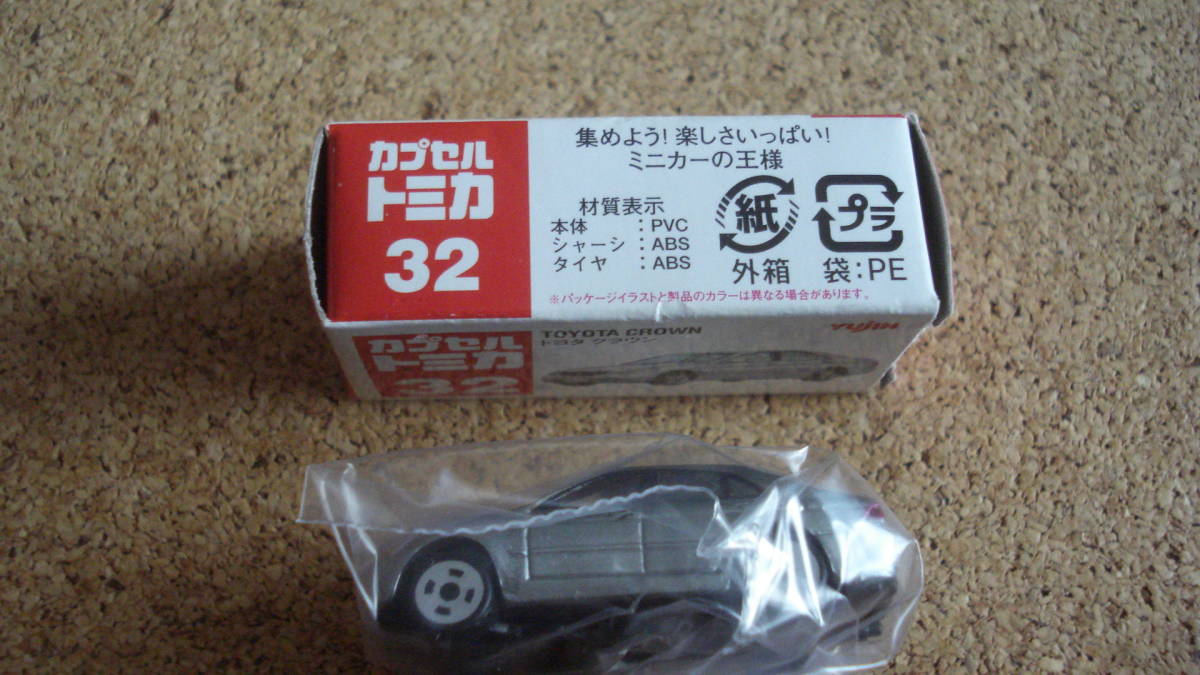 カプセル
トミカ
32
集めよう! 楽しさいっぱい!
ミニカーの王様
材質表示
本体 : PVC
シャーシ : ABS
タイヤ : ABS
紙
外箱
プラ
袋:PE
※パッケージイラストと製品のカラーは異なる場合があります。
カプセル
トミカ
32
TOYOTA CROWN
トヨタ クラウン
Yujin